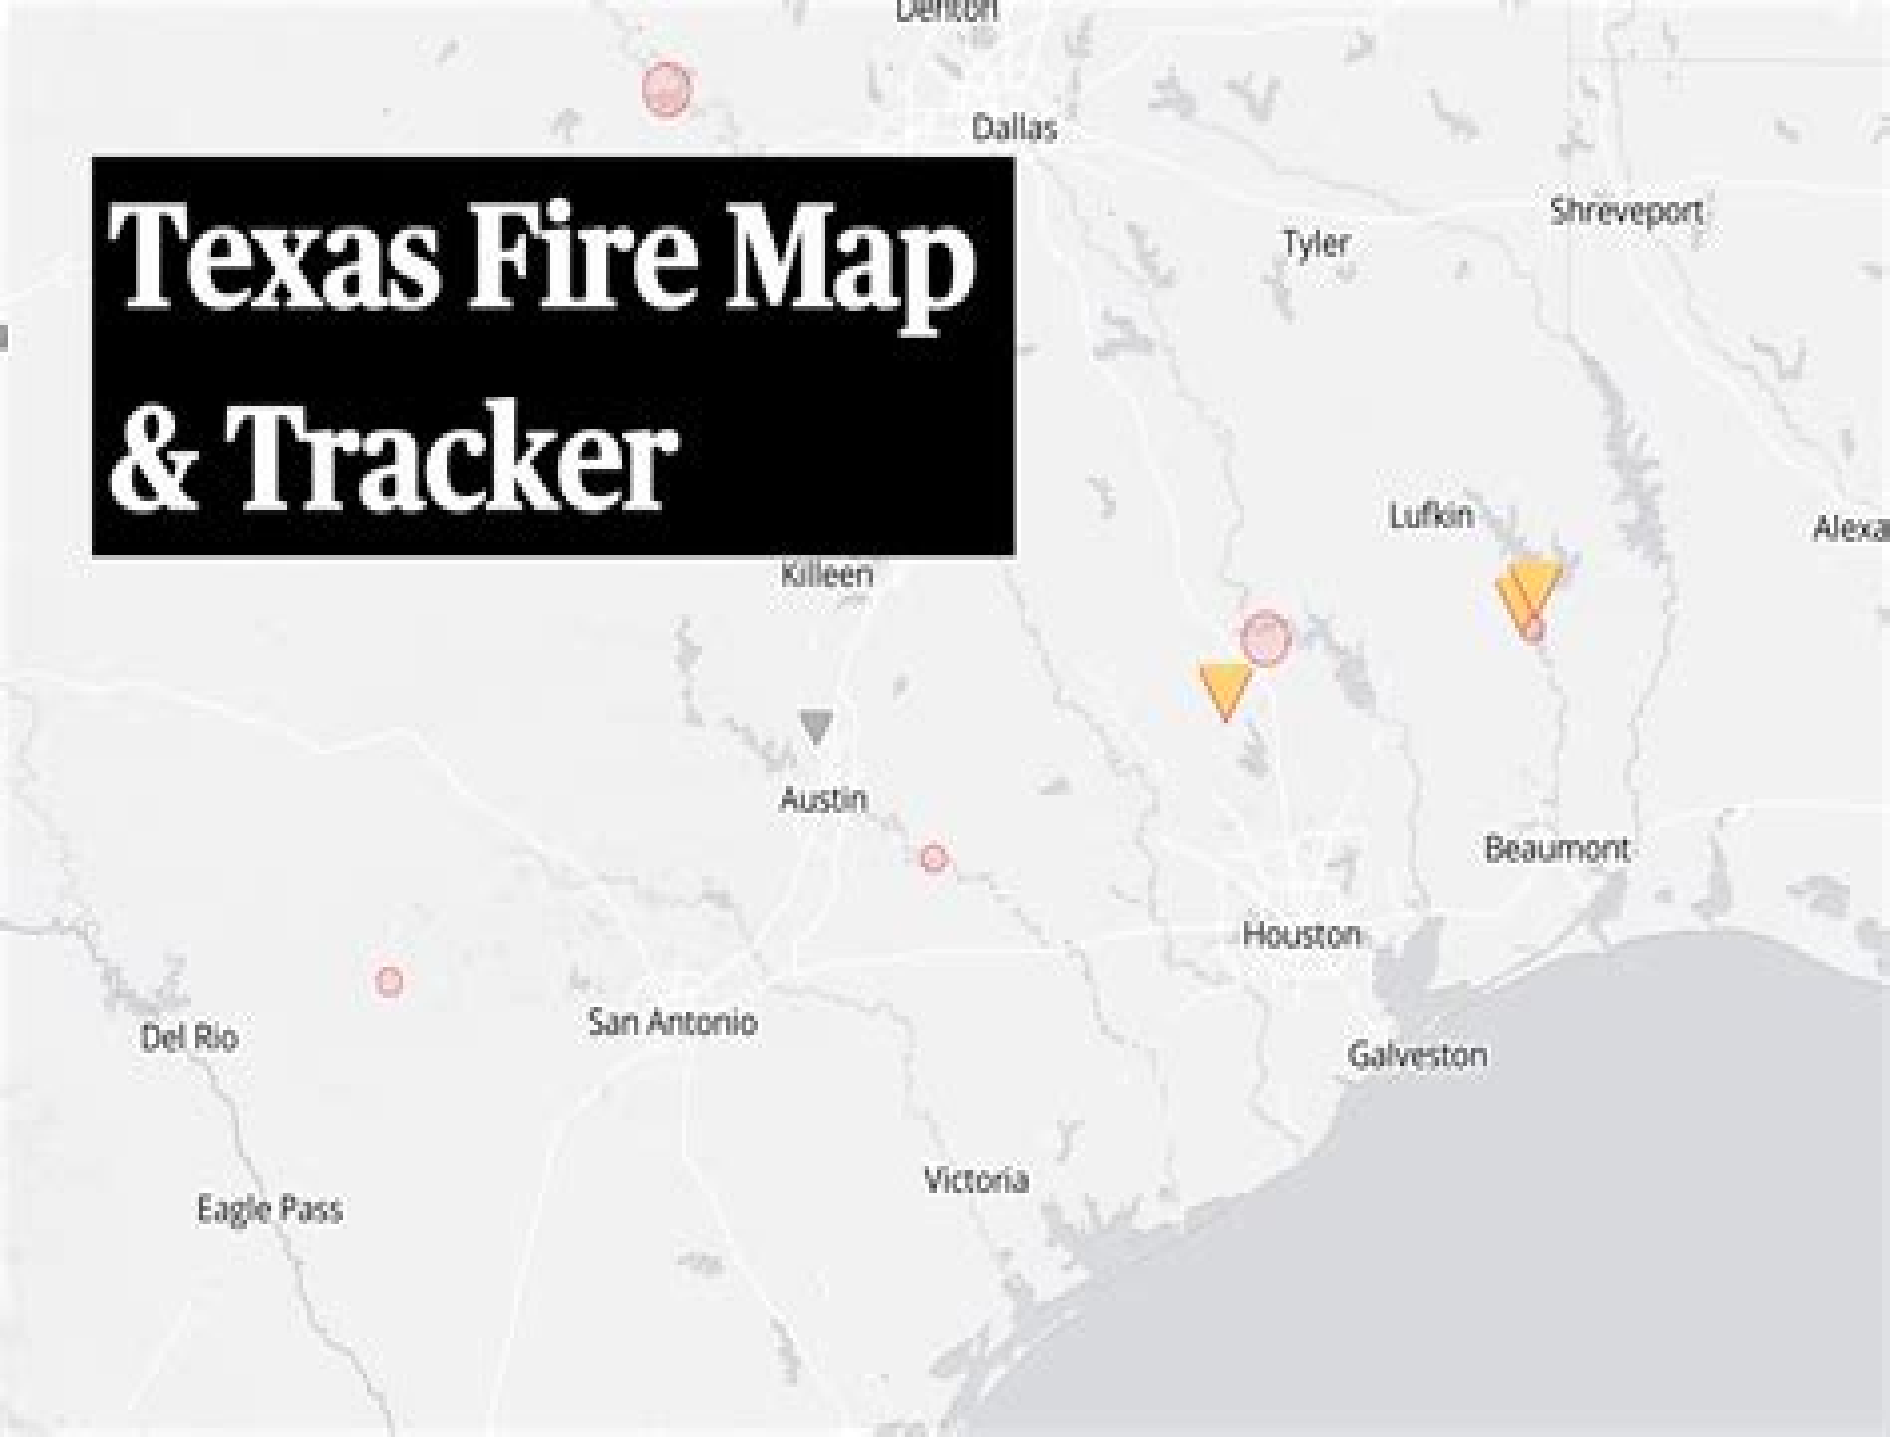 Denton
Dallas
Texas Fire Map
& Tracker
Shreveport
Tyler
Lufkin
Alexa
Killeen
Austin
Beaumont
Houston
San Antonio
Del Rio
Galveston
Victoria
Eagle Pass